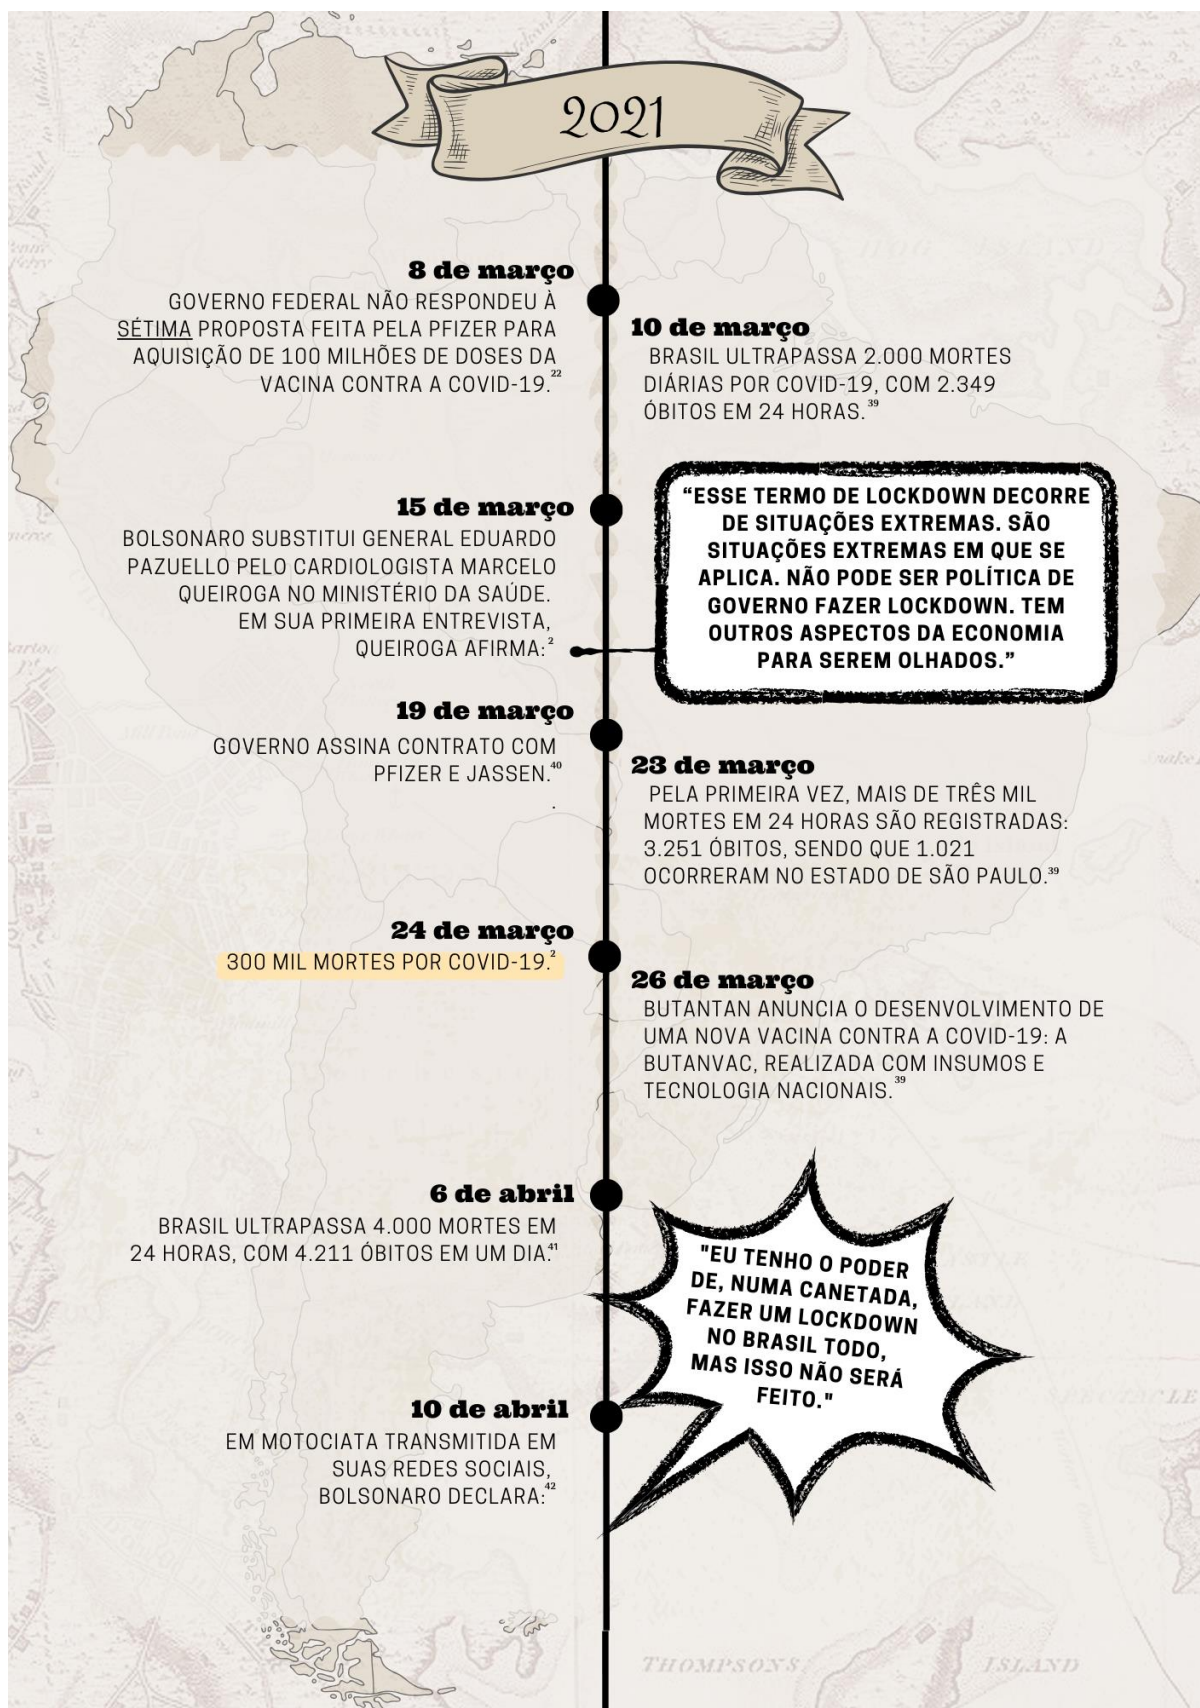 2021
8 de março
GOVERNO FEDERAL NÃO RESPONDEU À
SÉTIMA PROPOSTA FEITA PELA PFIZER PARA
AQUISIÇÃO DE 100 MILHÕES DE DOSES DA
VACINA CONTRA A COVID-19.²²
10 de março
BRASIL ULTRAPASSA 2.000 MORTES
DIÁRIAS POR COVID-19, COM 2.349
ÓBITOS EM 24 HORAS.³⁹
15 de março
BOLSONARO SUBSTITUI GENERAL EDUARDO
PAZUELLO PELO CARDIOLOGISTA MARCELO
QUEIROGA NO MINISTÉRIO DA SAÚDE.
EM SUA PRIMEIRA ENTREVISTA,
QUEIROGA AFIRMA:²
“ESSE TERMO DE LOCKDOWN DECORRE
DE SITUAÇÕES EXTREMAS. SÃO
SITUAÇÕES EXTREMAS EM QUE SE
APLICA. NÃO PODE SER POLÍTICA DE
GOVERNO FAZER LOCKDOWN. TEM
OUTROS ASPECTOS DA ECONOMIA
PARA SEREM OLHADOS.”
19 de março
GOVERNO ASSINA CONTRATO COM
PFIZER E JASSEN.⁴⁰
.
23 de março
PELA PRIMEIRA VEZ, MAIS DE TRÊS MIL
MORTES EM 24 HORAS SÃO REGISTRADAS:
3.251 ÓBITOS, SENDO QUE 1.021
OCORRERAM NO ESTADO DE SÃO PAULO.³⁹
24 de março
300 MIL MORTES POR COVID-19.²
26 de março
BUTANTAN ANUNCIA O DESENVOLVIMENTO DE
UMA NOVA VACINA CONTRA A COVID-19: A
BUTANVAC, REALIZADA COM INSUMOS E
TECNOLOGIA NACIONAIS.³⁹
6 de abril
BRASIL ULTRAPASSA 4.000 MORTES EM
24 HORAS, COM 4.211 ÓBITOS EM UM DIA.⁴¹
10 de abril
EM MOTOCIATA TRANSMITIDA EM
SUAS REDES SOCIAIS,
BOLSONARO DECLARA:⁴²
"EU TENHO O PODER
DE, NUMA CANETADA,
FAZER UM LOCKDOWN
NO BRASIL TODO,
MAS ISSO NÃO SERÁ
FEITO."
THOMPSONS ISLAND